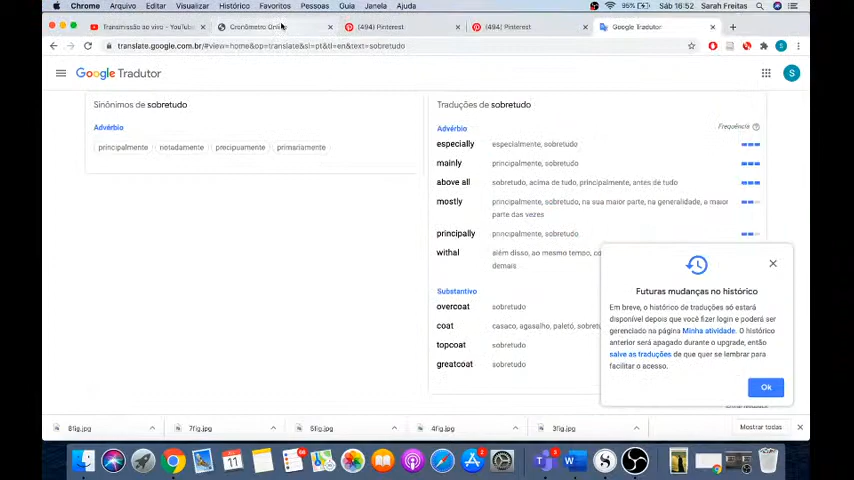 Chrome Arquivo Editar Visualizar Histórico Favoritos Pessoas Guia Janela Ajuda 95% Sáb 16:52 Sarah Freitas
Transmissão ao vivo - YouTube Cronômetro Online (494) Pinterest (494) Pinterest Google Tradutor
translate.google.com.br/#view=home&op=translate&sl=pt&tl=en&text=sobretudo
Google Tradutor
S
Sinônimos de sobretudo
Advérbio
principalmente notadamente precipuamente primariamente
Traduções de sobretudo
Advérbio Frequência
especially especialmente, sobretudo
mainly principalmente, sobretudo
above all sobretudo, acima de tudo, principalmente, antes de tudo
mostly principalmente, sobretudo, na sua maior parte, na generalidade, a maior
parte das vezes
principally principalmente, sobretudo
withal além disso, ao mesmo tempo,
demais
Substantivo
overcoat sobretudo
coat casaco, agasalho, paletó,
topcoat sobretudo
greatcoat sobretudo
Futuras mudanças no histórico
Em breve, o histórico de traduções só estará
disponível depois que você fizer login e poderá ser
gerenciado na página Minha atividade. O histórico
anterior será apagado durante o upgrade, então
salve as traduções de que quer se lembrar para
facilitar o acesso.
Ok
8fig.jpg 7fig.jpg 5fig.jpg 4fig.jpg 3fig.jpg Mostrar todas
11